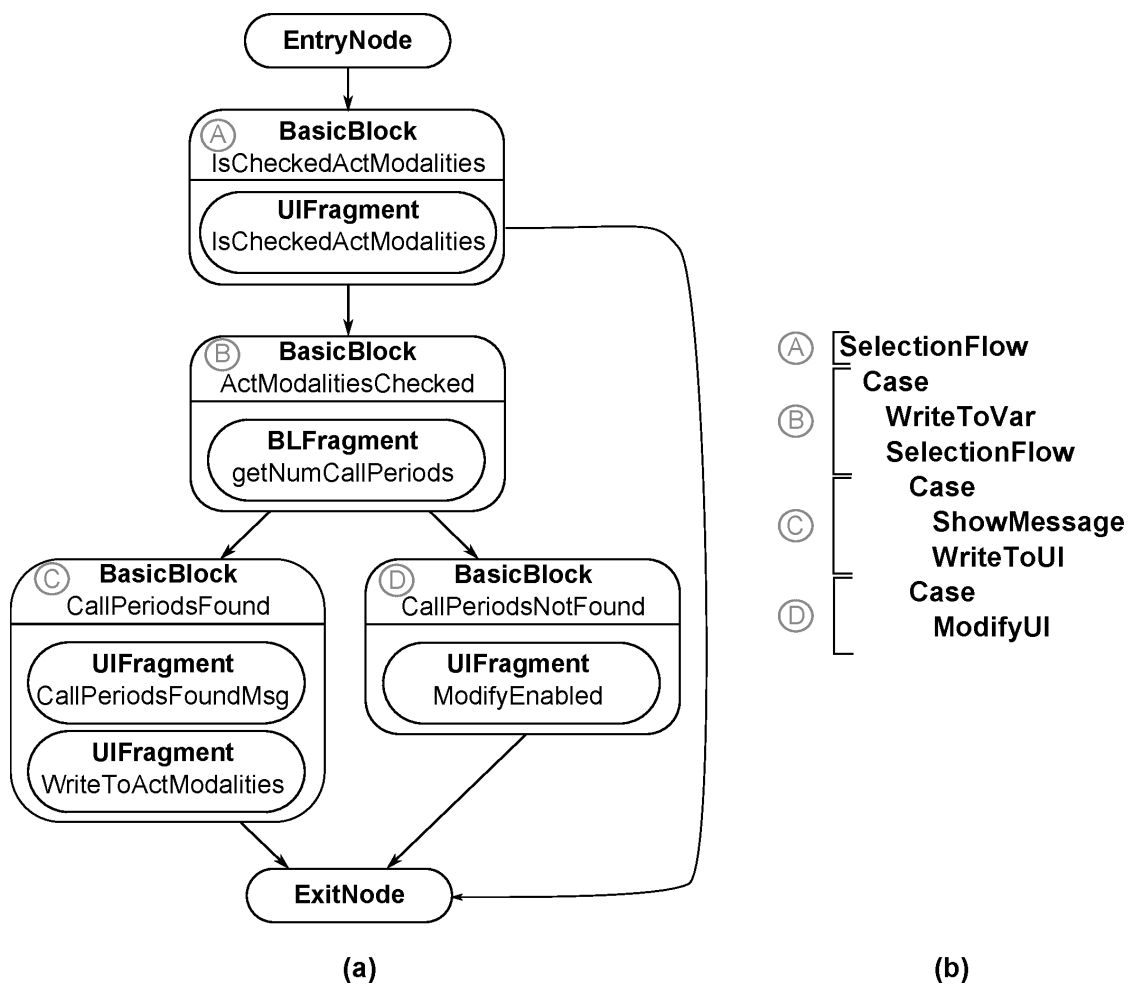 EntryNode
A
BasicBlock
IsCheckedActModalities
UIFragment
IsCheckedActModalities
B
BasicBlock
ActModalitiesChecked
BLFragment
getNumCallPeriods
C
BasicBlock
CallPeriodsFound
UIFragment
CallPeriodsFoundMsg
UIFragment
WriteToActModalities
D
BasicBlock
CallPeriodsNotFound
UIFragment
ModifyEnabled
ExitNode
(a)
A
SelectionFlow
B
Case
WriteToVar
SelectionFlow
C
Case
ShowMessage
WriteToUI
D
Case
ModifyUI
(b)